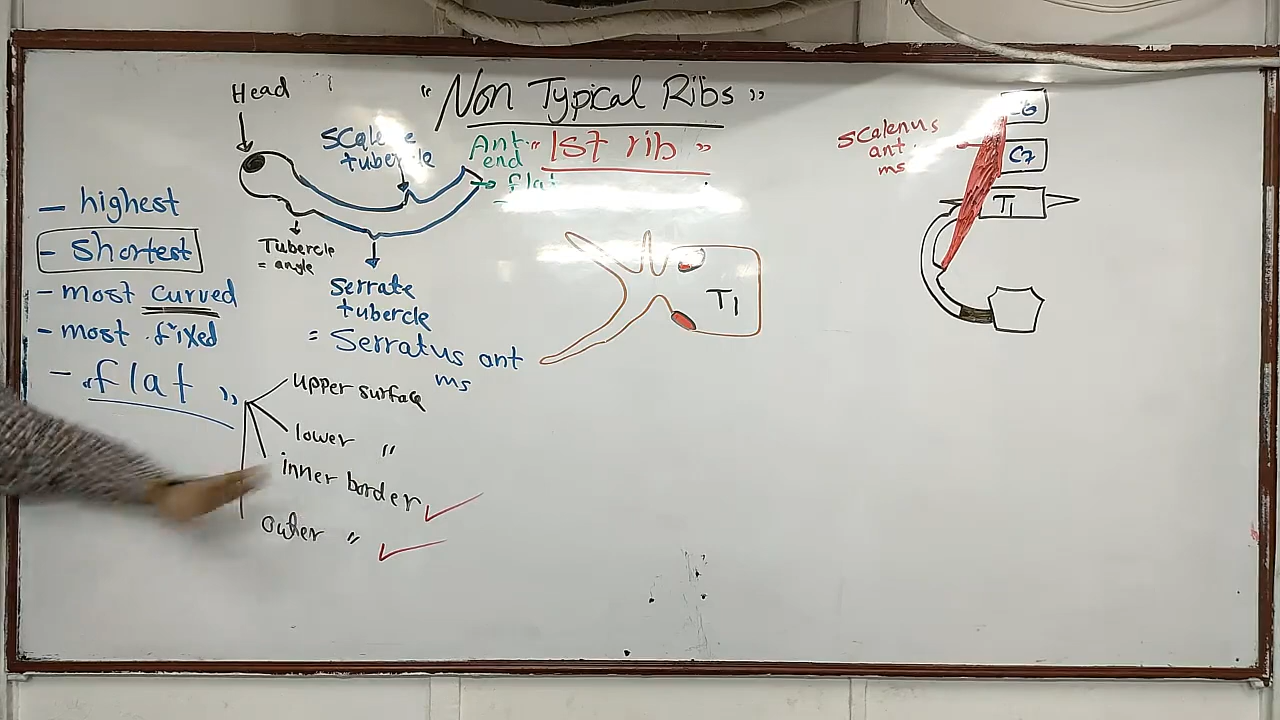 Head
" Non Typical Ribs "
" 1st rib "
Scalene
tubercle
Ant.
end
flat
- highest
- shortest
- most curved
- most fixed
- "flat"
Tubercle
= angle
Serrate
tubercle
= Serratus ant
ms
upper surface
lower "
inner border
outer "
T1
Scalenus
ant.
ms
C6
C7
T1